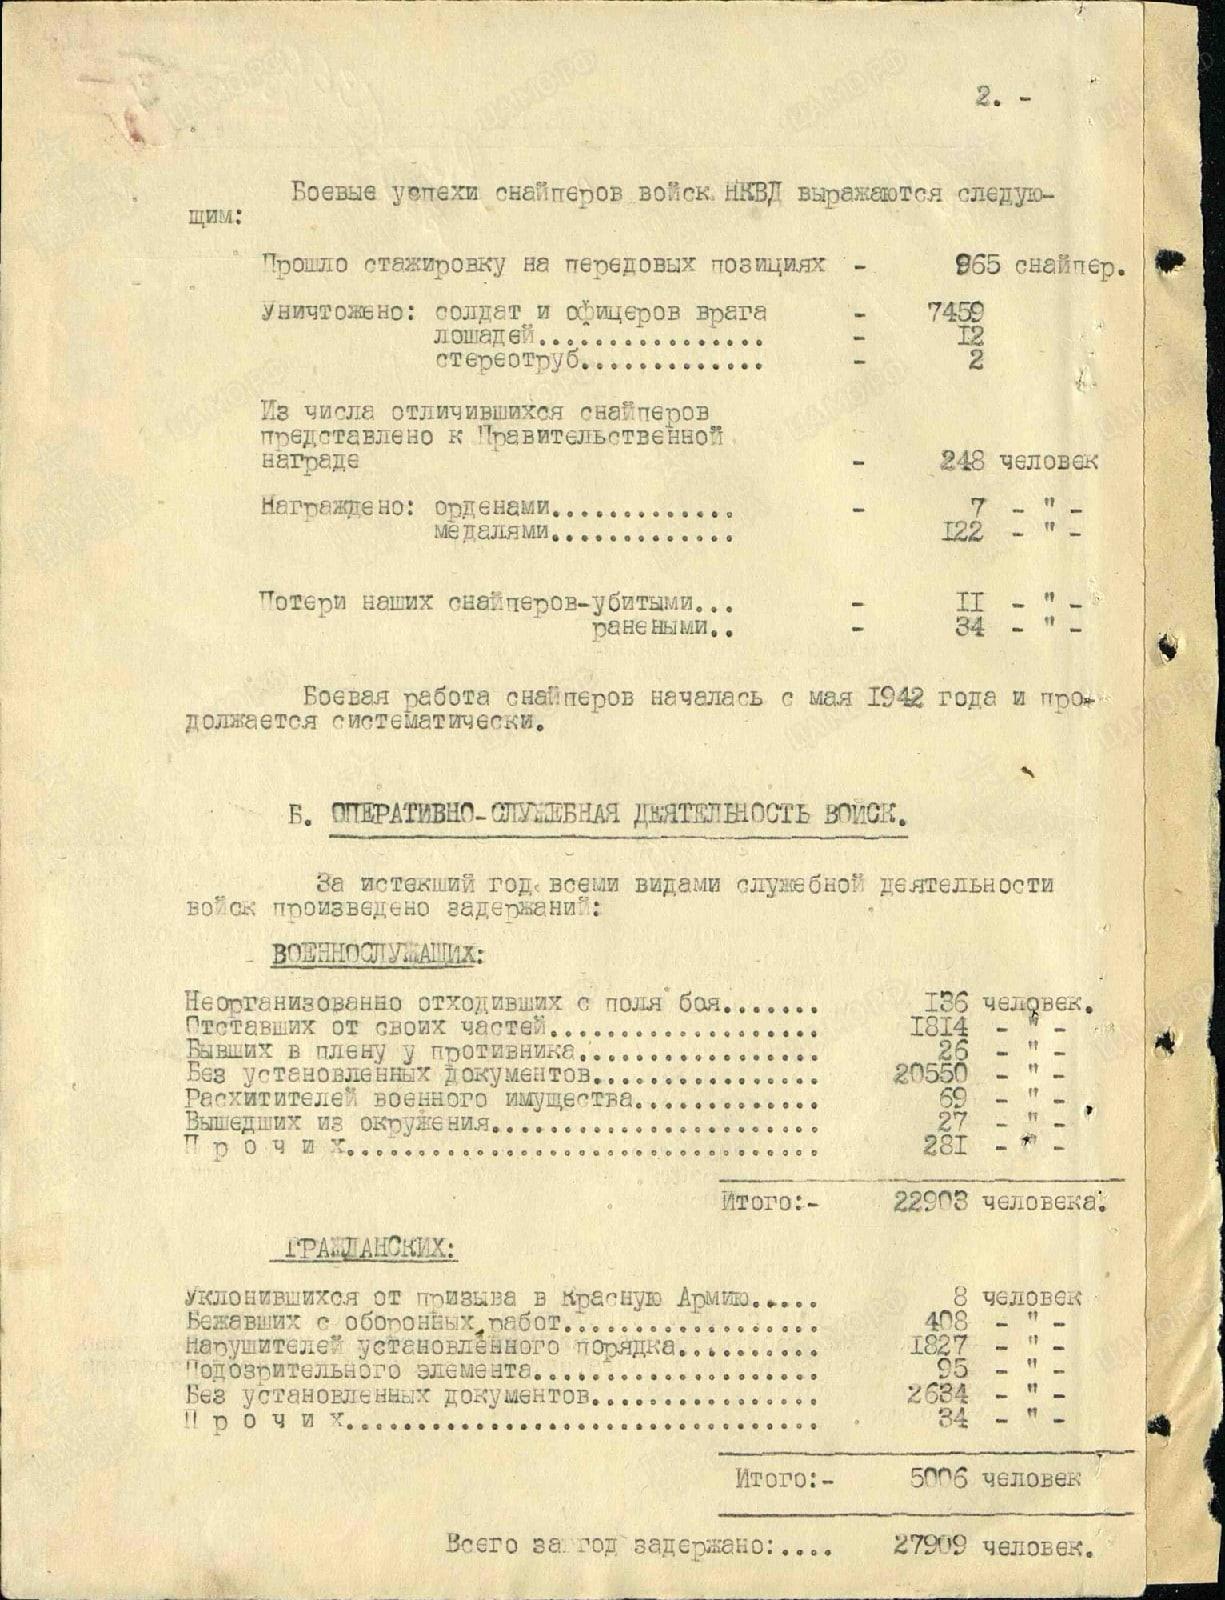 2. -
Боевые успехи снайперов войск НКВД выражаются следую-
щим:
Прошло стажировку на передовых позициях - 965 снайпер.
Уничтожено: солдат и офицеров врага - 7459
лошадей................ - 12
стереотруб............. - 2
Из числа отличившихся снайперов
представлено к Правительственной
награде - 248 человек
Награждено: орденами............. - 7 - " -
медалями............. 122 - " -
Потери наших снайперов-убитыми... - II - " -
ранеными.. - 34 - " -
Боевая работа снайперов началась с мая 1942 года и про-
должается систематически.
Б. ОПЕРАТИВНО-СЛУЖЕБНАЯ ДЕЯТЕЛЬНОСТЬ ВОЙСК.
За истекший год всеми видами служебной деятельности
войск произведено задержаний:
ВОЕННОСЛУЖАЩИХ:
Неорганизованно отходивших с поля боя....... 136 человек.
Отставших от своих частей................... 1814 - " -
Бывших в плену у противника................. 26 - " -
Без установленных документов................ 20550 - " -
Расхитителей военного имущества............. 69 - " -
Вышедших из окружения....................... 27 - " -
П р о ч и х................................. 281 - " -
Итого:- 22903 человека.
ГРАЖДАНСКИХ:
Уклонившихся от призыва в Красную Армию..... 8 человек
Бежавших с оборонных работ.................. 408 - " -
Нарушителей установленного порядка.......... 1827 - " -
Подозрительного элемента.................... 95 - " -
Без установленных документов................ 2634 - " -
П р о ч и х................................. 34 - " -
Итого:- 5006 человек
Всего за год задержано:.... 27909 человек.